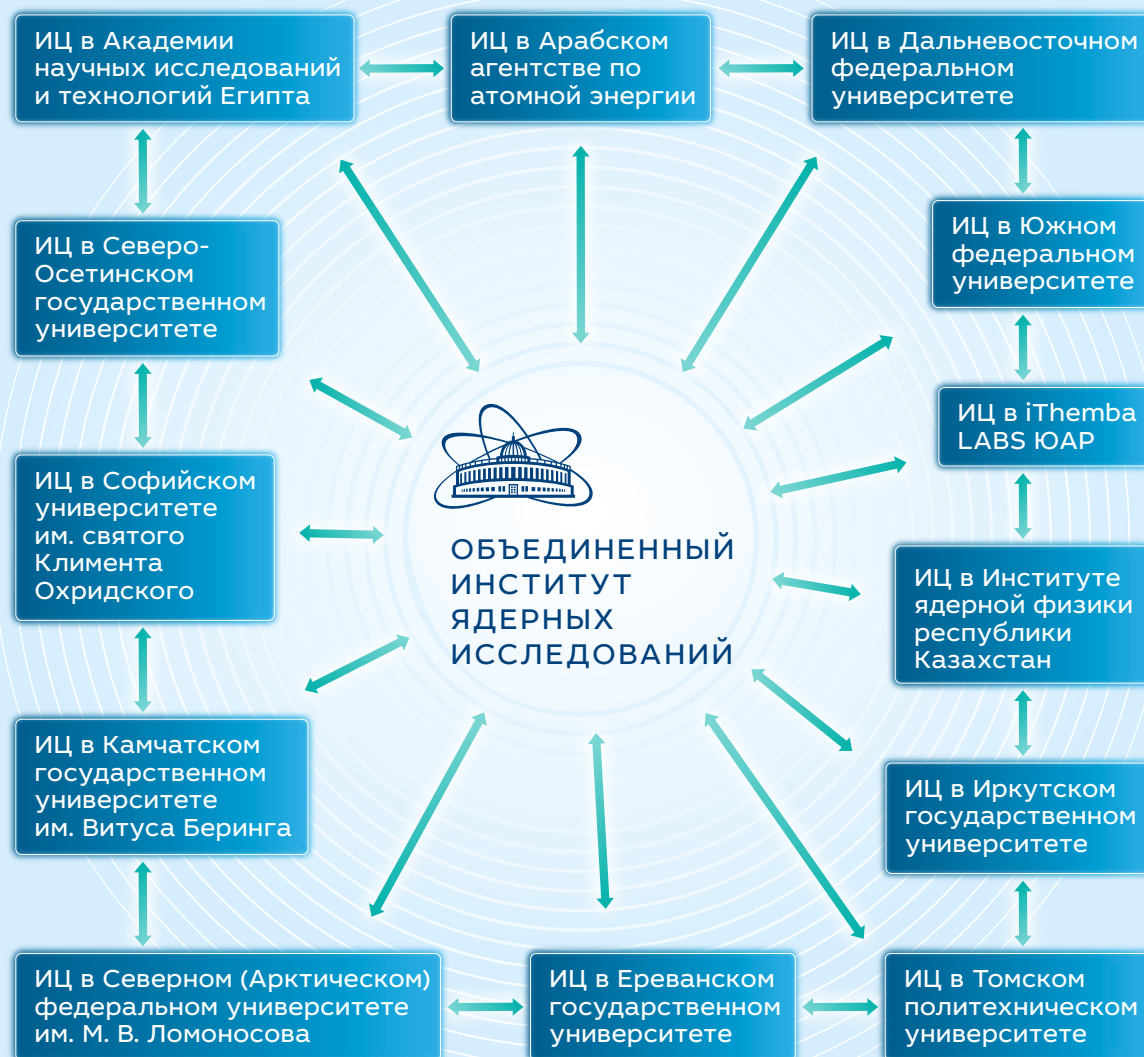 ИЦ в Академии
научных исследований
и технологий Египта
ИЦ в Арабском
агентстве по
атомной энергии
ИЦ в Дальневосточном
федеральном
университете
ИЦ в Северо-
Осетинском
государственном
университете
ИЦ в Южном
федеральном
университете
ИЦ в iThemba
LABS ЮАР
ИЦ в Софийском
университете
им. святого
Климента
Охридского
ОБЪЕДИНЕННЫЙ
ИНСТИТУТ
ЯДЕРНЫХ
ИССЛЕДОВАНИЙ
ИЦ в Институте
ядерной физики
республики
Казахстан
ИЦ в Камчатском
государственном
университете
им. Витуса Беринга
ИЦ в Иркутском
государственном
университете
ИЦ в Северном (Арктическом)
федеральном университете
им. М. В. Ломоносова
ИЦ в Ереванском
государственном
университете
ИЦ в Томском
политехническом
университете